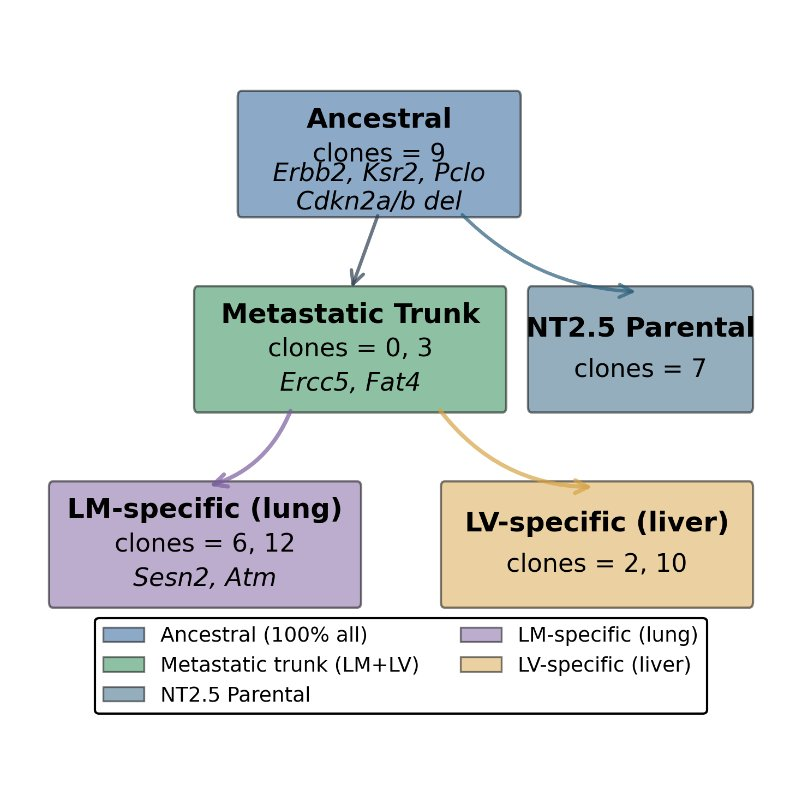 Ancestral
clones = 9
Erbb2, Ksr2, Pclo
Cdkn2a/b del
Metastatic Trunk
clones = 0, 3
Ercc5, Fat4
NT2.5 Parental
clones = 7
LM-specific (lung)
clones = 6, 12
Sesn2, Atm
LV-specific (liver)
clones = 2, 10
Ancestral (100% all)
Metastatic trunk (LM+LV)
NT2.5 Parental
LM-specific (lung)
LV-specific (liver)